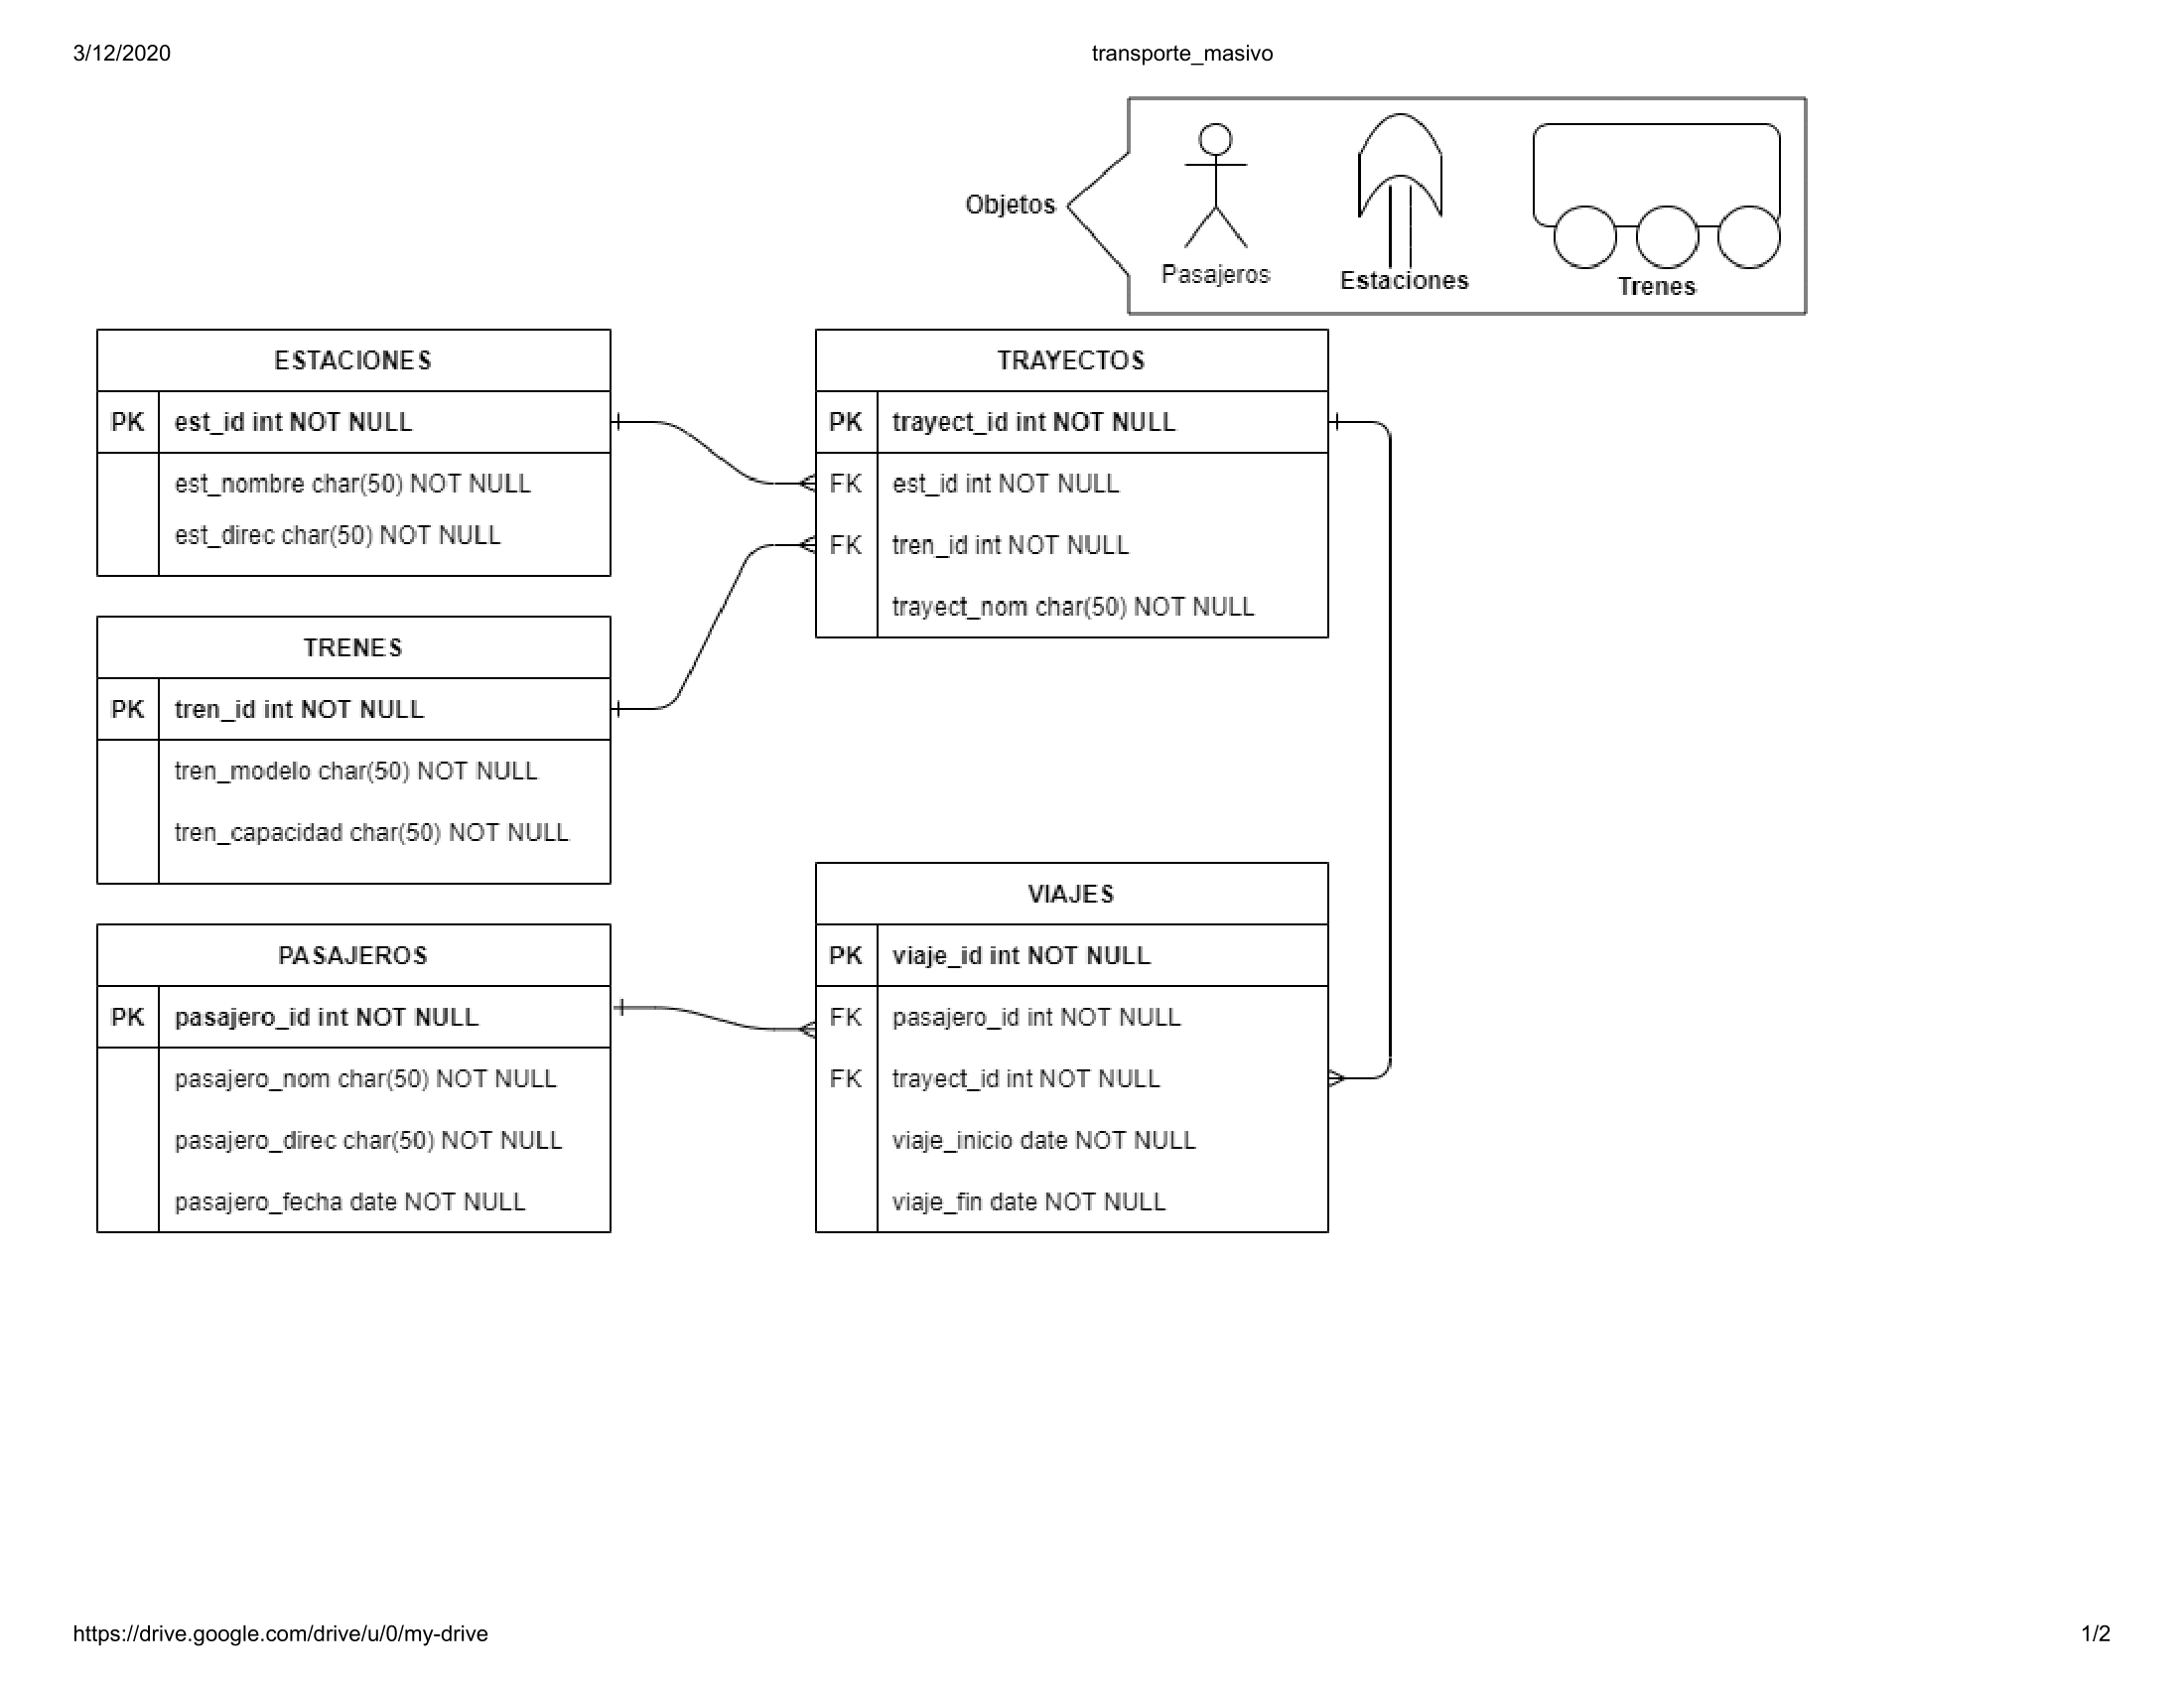 3/12/2020
transporte_masivo
Objetos
Pasajeros
Estaciones
Trenes
ESTACIONES
PK est_id int NOT NULL
est_nombre char(50) NOT NULL
est_direc char(50) NOT NULL
TRAYECTOS
PK trayect_id int NOT NULL
FK est_id int NOT NULL
FK tren_id int NOT NULL
trayect_nom char(50) NOT NULL
TRENES
PK tren_id int NOT NULL
tren_modelo char(50) NOT NULL
tren_capacidad char(50) NOT NULL
VIAJES
PK viaje_id int NOT NULL
FK pasajero_id int NOT NULL
FK trayect_id int NOT NULL
viaje_inicio date NOT NULL
viaje_fin date NOT NULL
PASAJEROS
PK pasajero_id int NOT NULL
pasajero_nom char(50) NOT NULL
pasajero_direc char(50) NOT NULL
pasajero_fecha date NOT NULL
https://drive.google.com/drive/u/0/my-drive
1/2